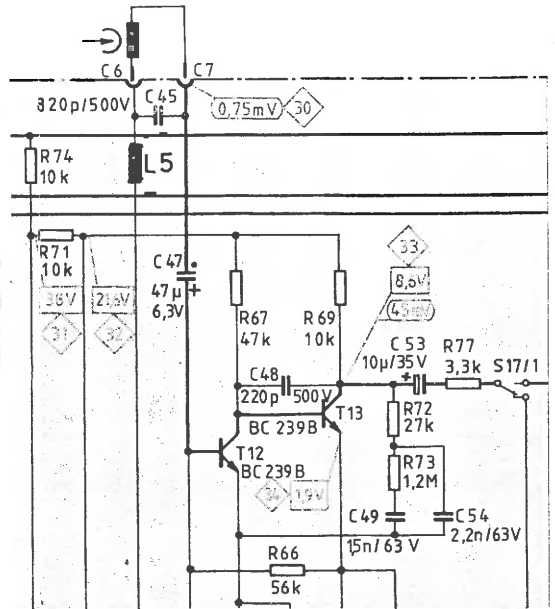 C6
C7
820p/500V
C45
0,75mV
30
R74
10k
L5
R71
10k
38V
21,6V
31
32
C47
47µ
6,3V
+
R67
47k
R69
10k
33
8,6V
(45mV)
C53
10µ/35V
+
R77
3,3k
S17/1
C48
220p
500V
T13
BC 239B
T12
BC 239B
34
1,9V
R72
27k
R73
1,2M
C49
15n/63 V
C54
2,2n/63V
R66
56k